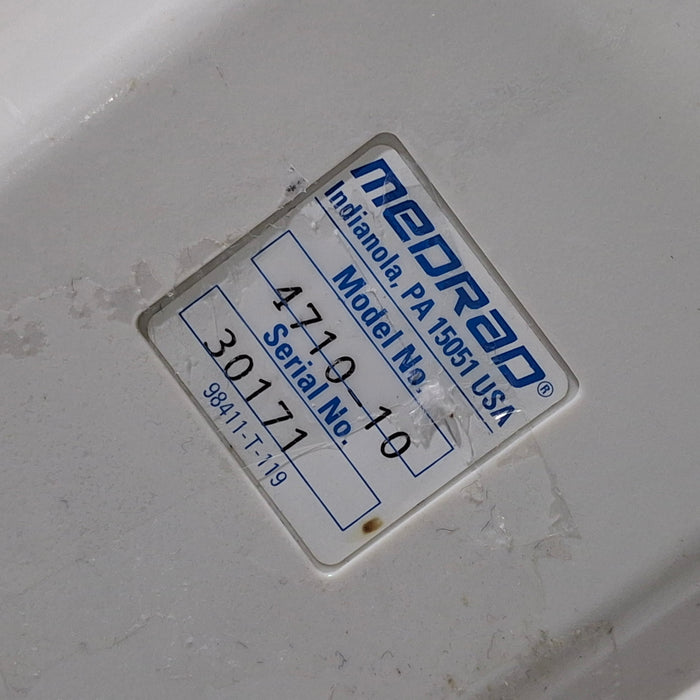 MEDRAD®
Indianola, PA 15051 USA
Model No.
4710-10
Serial No.
30171
98411-T-119